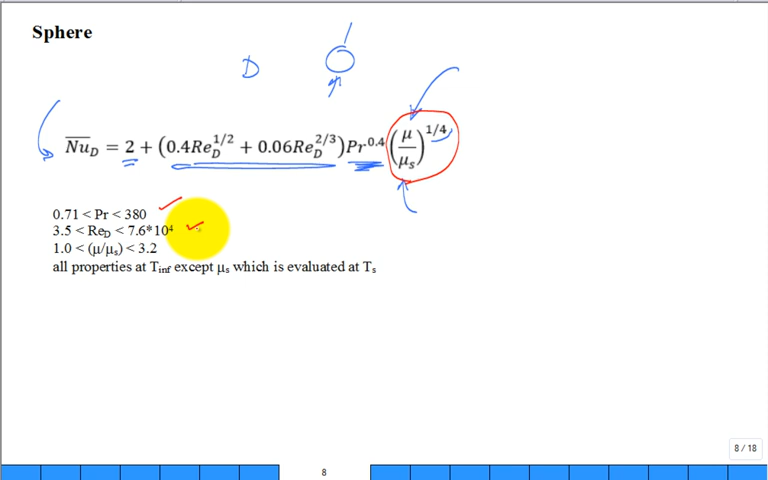 Sphere
D
N̅u̅_D = 2 + (0.4Re_D^{1/2} + 0.06Re_D^{2/3})Pr^{0.4}(μ/μ_s)^{1/4}
0.71 < Pr < 380
3.5 < Re_D < 7.6*10^4
1.0 < (μ/μ_s) < 3.2
all properties at T_inf except μ_s which is evaluated at T_s
8 / 18
8